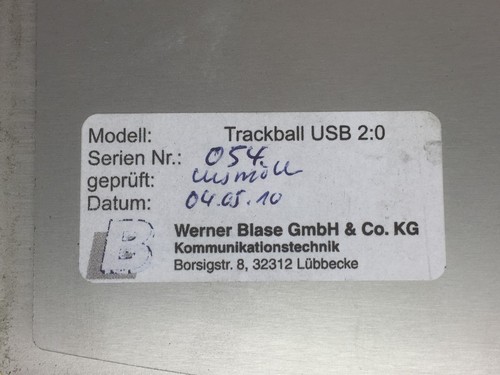 Modell: Trackball USB 2:0
Serien Nr.: 054
geprüft:
Datum: 04.05.10
B
Werner Blase GmbH & Co. KG
Kommunikationstechnik
Borsigstr. 8, 32312 Lübbecke